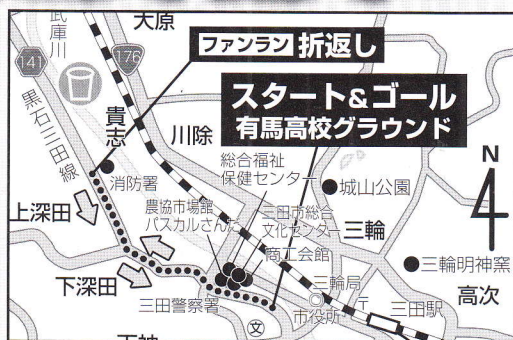 武庫川
大原
ファンラン 折返し
141
176
スタート&ゴール
有馬高校グラウンド
黒石三田線
貴志
川除
総合福祉
保健センター
N
4
消防署
城山公園
上深田
農協市場館
パスカルさんだ
三田市総合
文化センター
三輪
商工会館
三輪明神窯
下深田
三輪局
高次
三田警察署
市役所
〒
三田駅
文